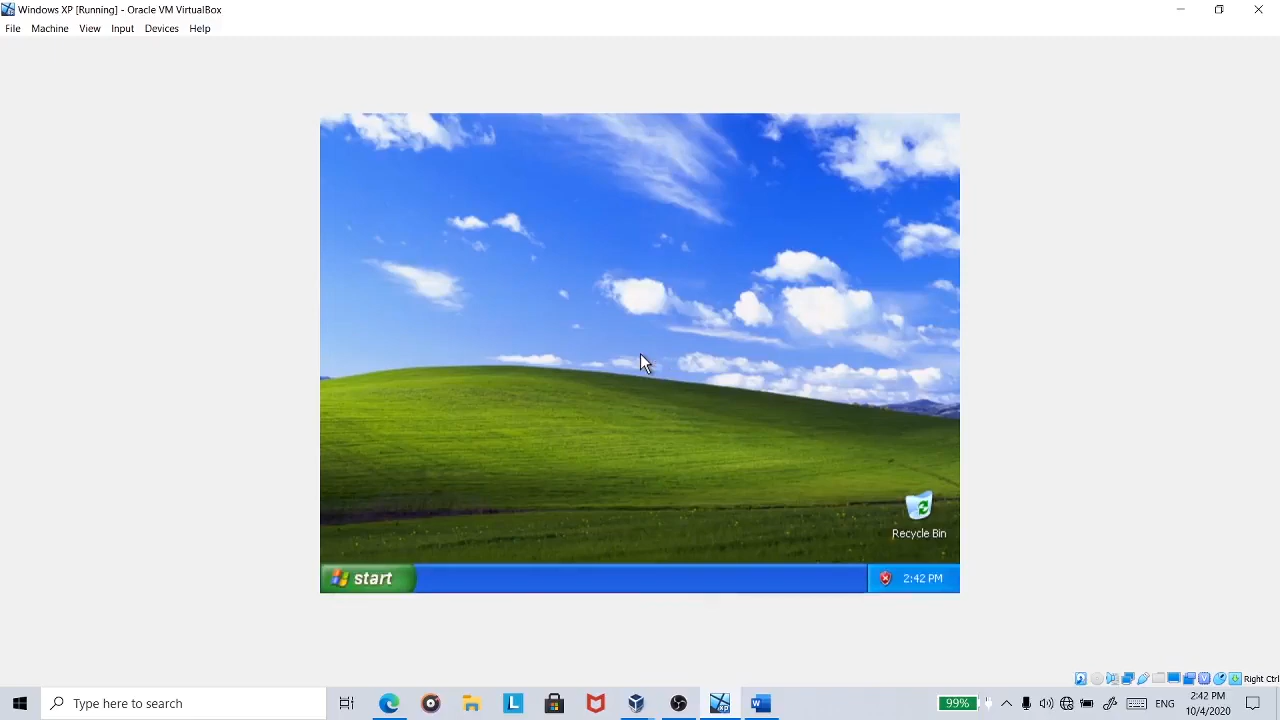 Windows XP [Running] - Oracle VM VirtualBox
File Machine View Input Devices Help
Recycle Bin
start 2:42 PM
Right Ctrl
Type here to search
99%
ENG
2:42 PM
10/4/2020